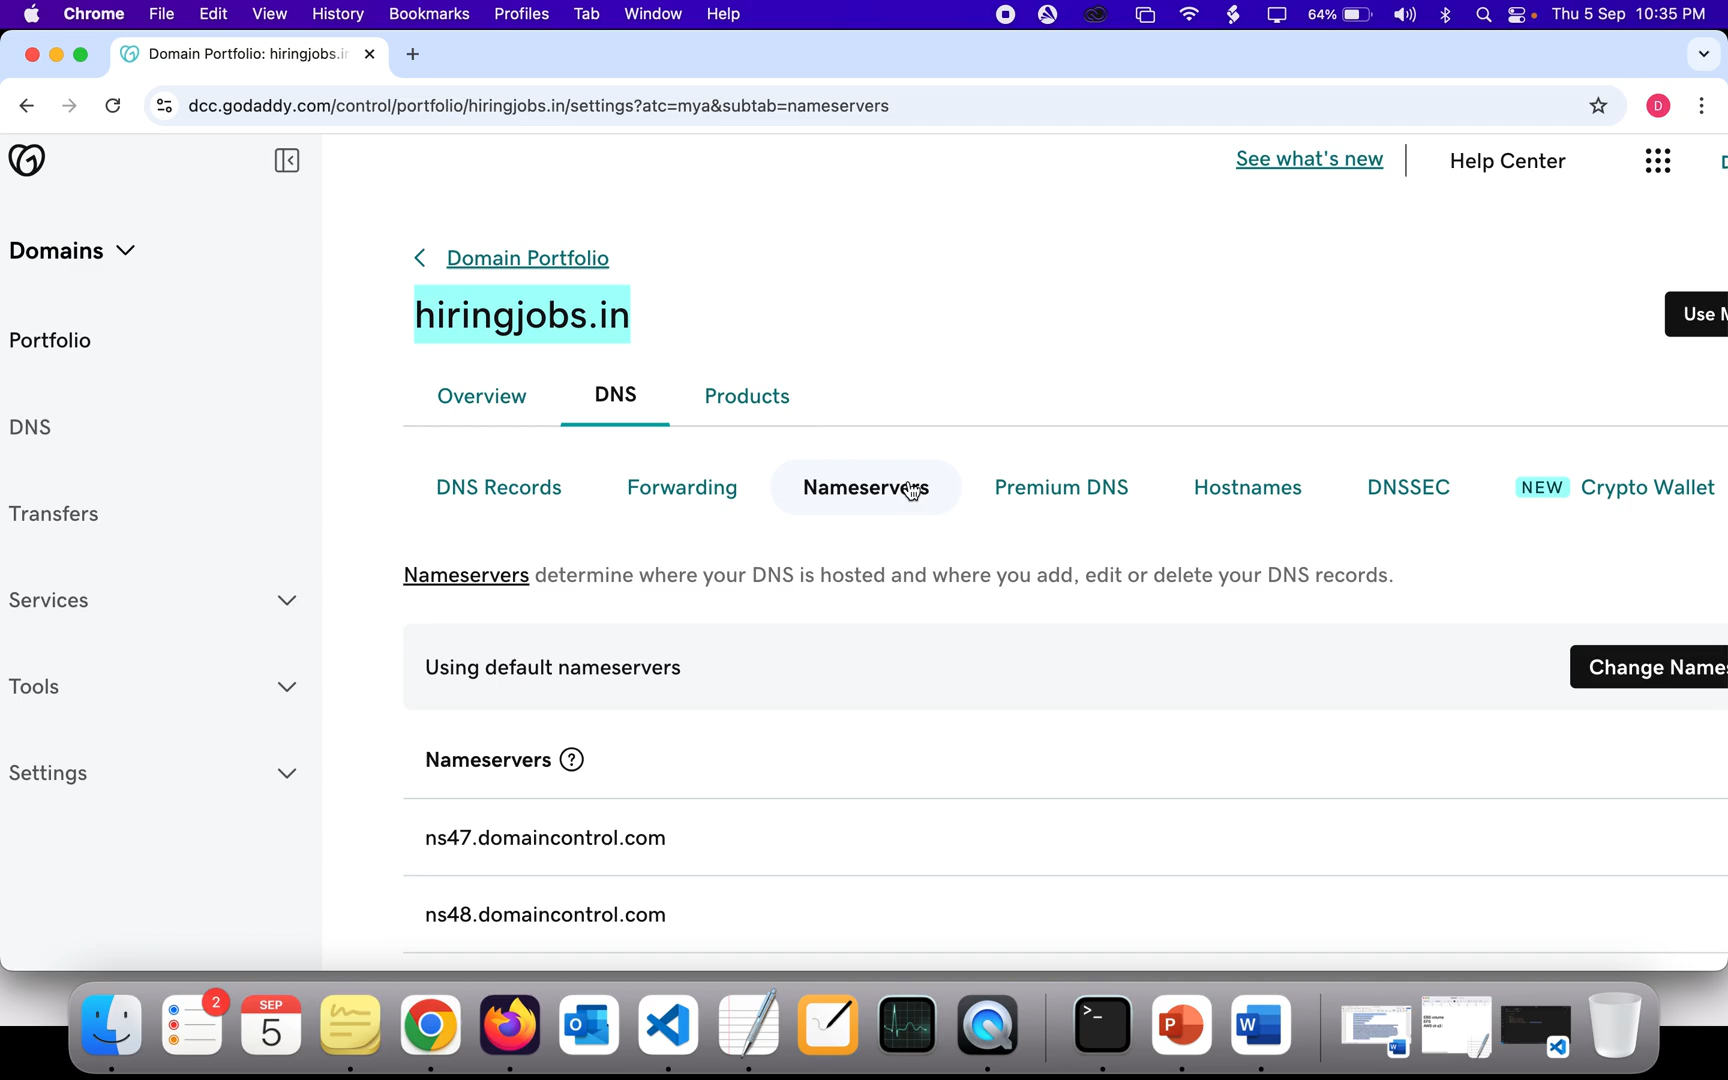 Chrome File Edit View History Bookmarks Profiles Tab Window Help 64% Thu 5 Sep 10:35 PM
Domain Portfolio: hiringjobs.in
dcc.godaddy.com/control/portfolio/hiringjobs.in/settings?atc=mya&subtab=nameservers D
See what's new Help Center
Domains
Domain Portfolio
hiringjobs.in
Use
Portfolio
Overview DNS Products
DNS
DNS Records Forwarding Nameservers Premium DNS Hostnames DNSSEC NEW Crypto Wallet
Transfers
Nameservers determine where your DNS is hosted and where you add, edit or delete your DNS records.
Services
Using default nameservers Change
Tools
Nameservers ?
Settings
ns47.domaincontrol.com
ns48.domaincontrol.com
2 SEP
5 O >_ P W